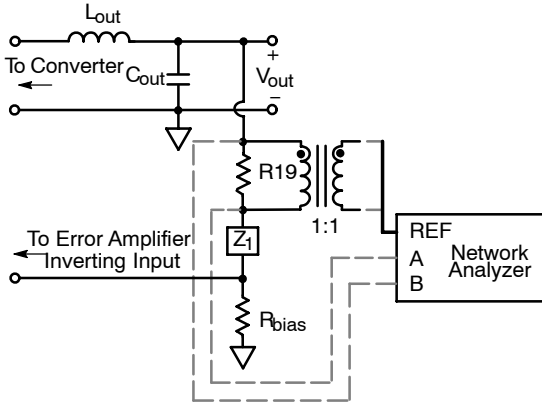 Lout
+
To Converter
Cout
Vout
−
R19
1:1
To Error Amplifier
Inverting Input
Z1
Rbias
REF
A
B
Network
Analyzer